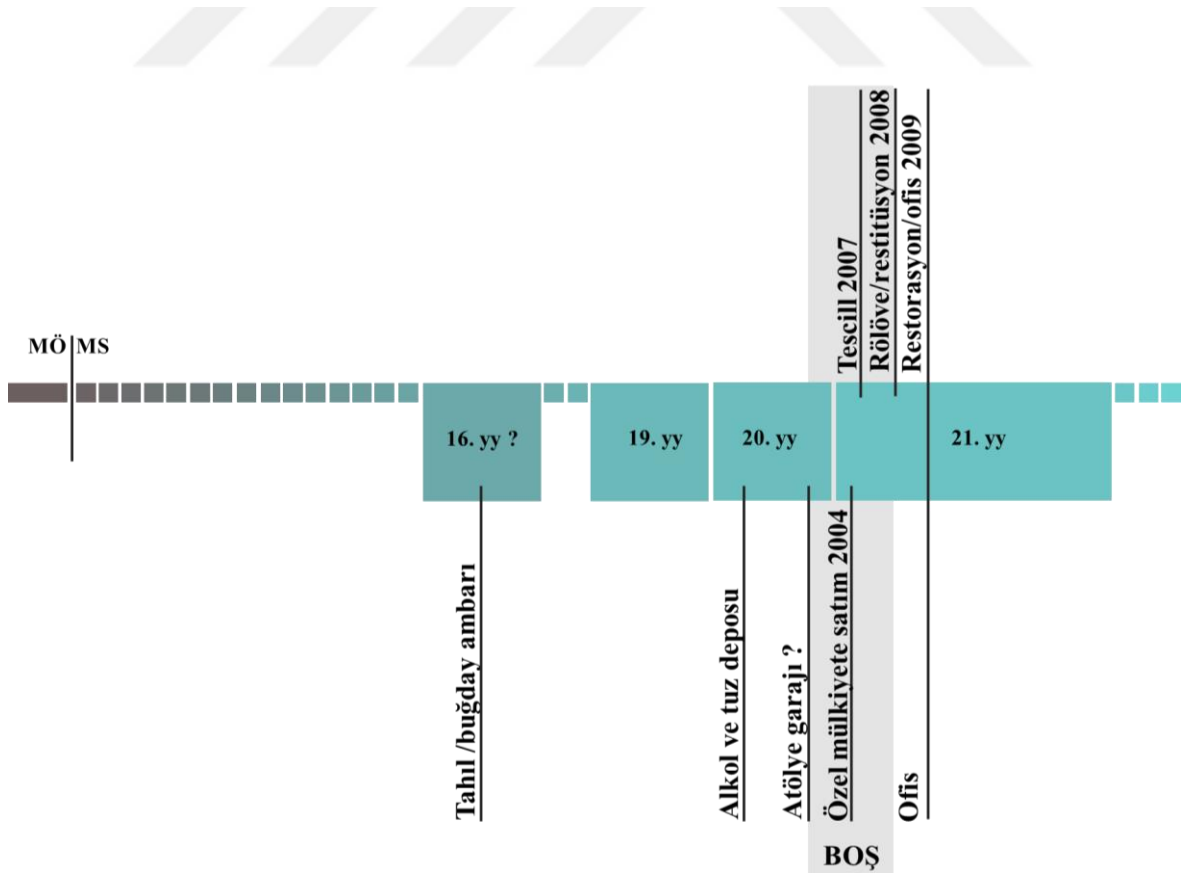 Tescill 2007
Rölöve/restitüsyon 2008
Restorasyon/ofis 2009
MÖ MS
16. yy ?
19. yy
20. yy
21. yy
Tahıl /buğday ambarı
Alkol ve tuz deposu
Atölye garajı ?
Özel mülkiyete satım 2004
Ofis
BOŞ